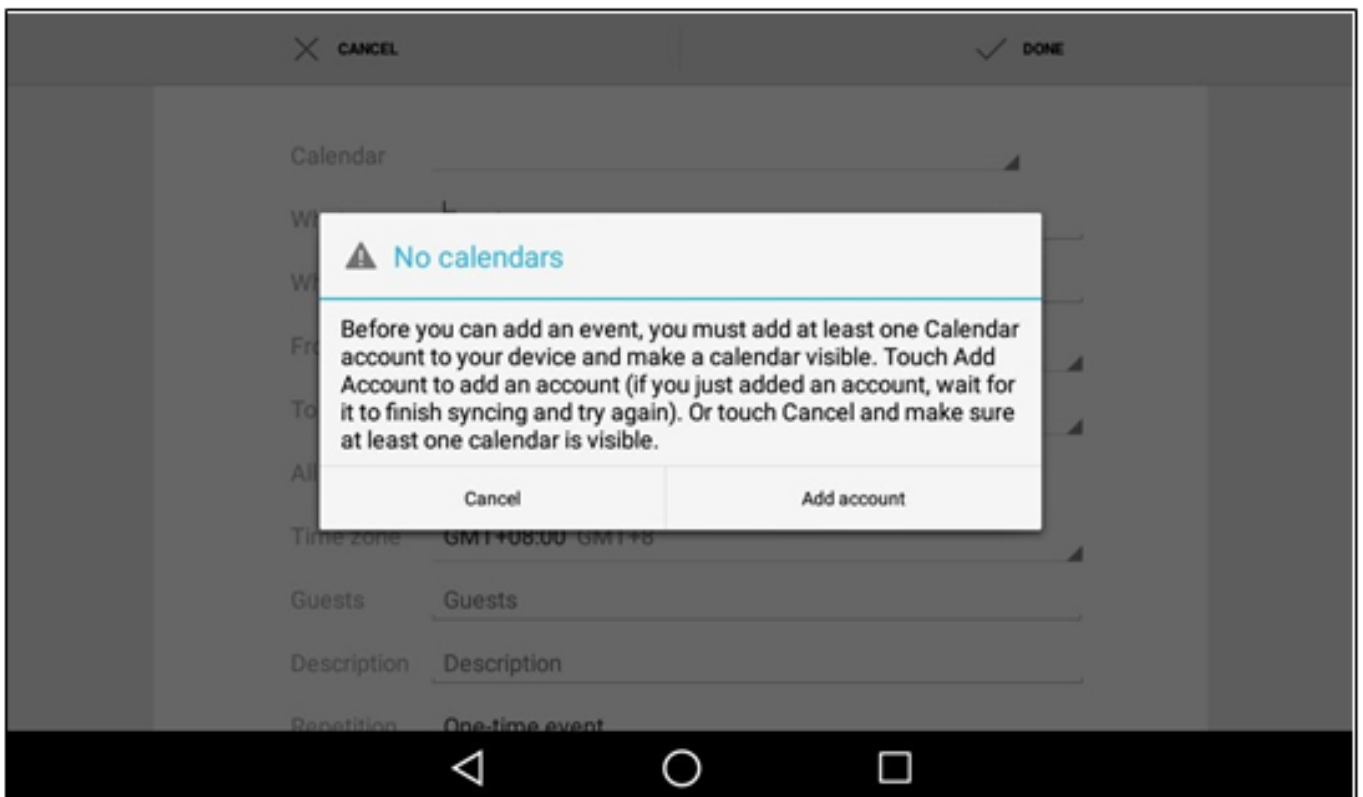 CANCEL DONE
Calendar
No calendars
Before you can add an event, you must add at least one Calendar
account to your device and make a calendar visible. Touch Add
Account to add an account (if you just added an account, wait for
it to finish syncing and try again). Or touch Cancel and make sure
at least one calendar is visible.
Cancel Add account
To
All
Time zone GMT+08:00 GMT+8
Guests Guests
Description Description
Repetition One-time event